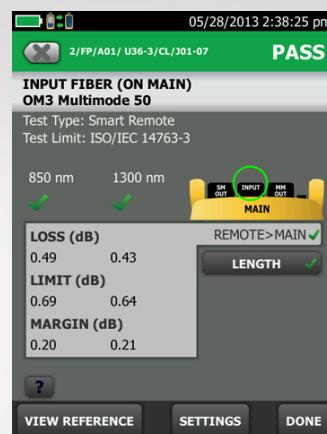 05/28/2013 2:38:25 pm
2/FP/A01/ U36-3/CL/J01-07 PASS
INPUT FIBER (ON MAIN)
OM3 Multimode 50
Test Type: Smart Remote
Test Limit: ISO/IEC 14763-3
850 nm 1300 nm
SM OUT INPUT MM OUT
MAIN
LOSS (dB) REMOTE>MAIN
0.49 0.43
LENGTH
LIMIT (dB)
0.69 0.64
MARGIN (dB)
0.20 0.21
?
VIEW REFERENCE SETTINGS DONE